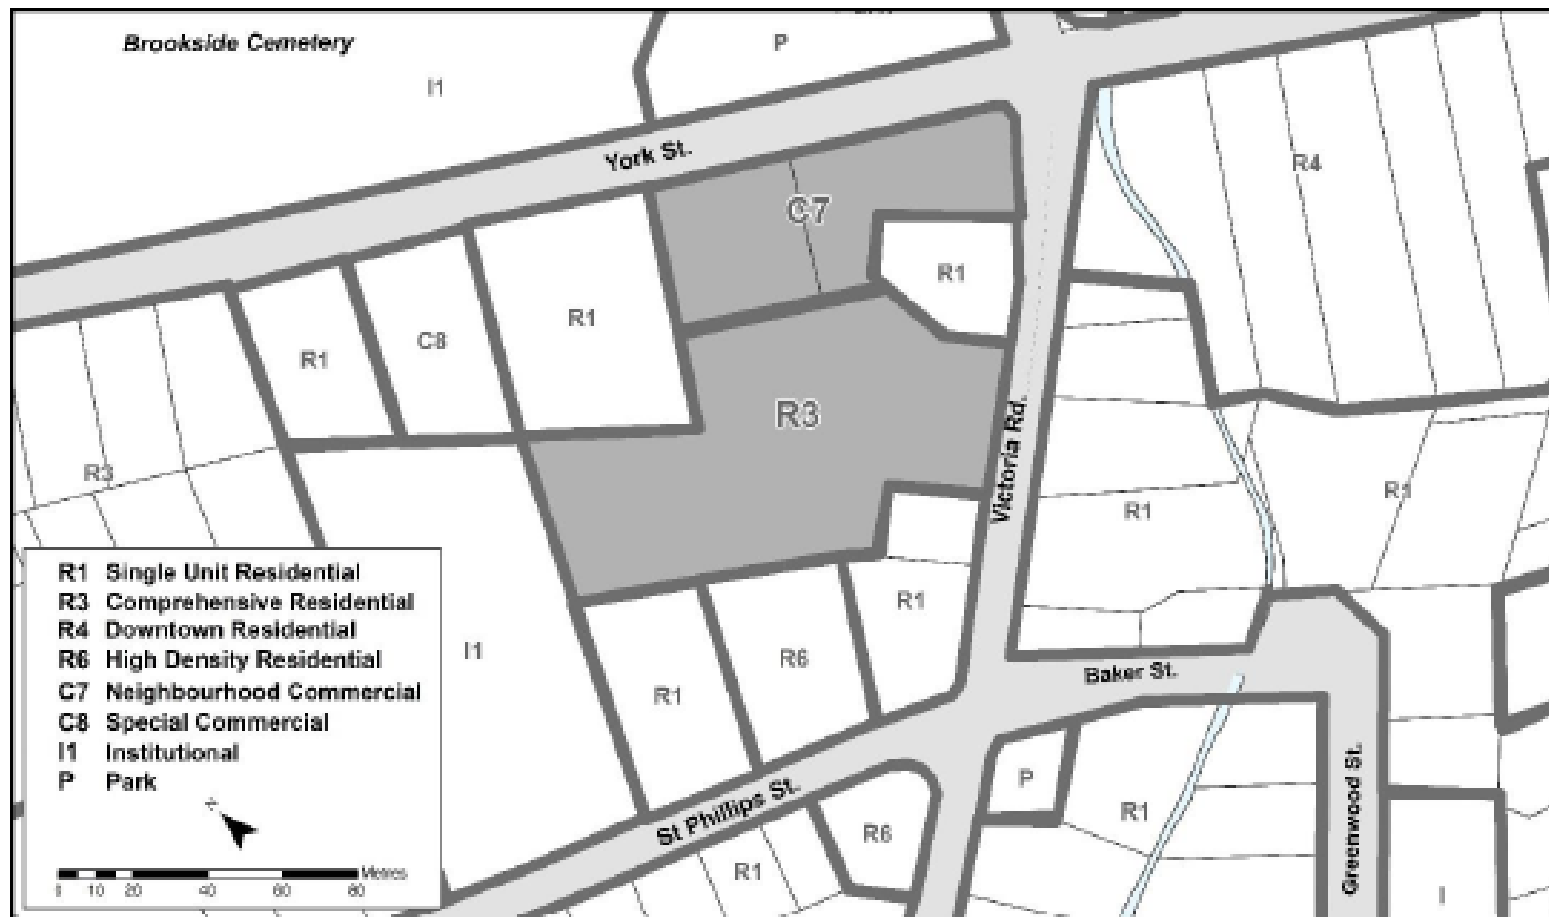 Brookside Cemetery
P
I1
York St.
R4
C7
R1
R1
C8
R1
R3
R3
Victoria Rd.
R1
R1
R1
I1
R6
R1
Baker St.
P
R1
R6
R1
St Phillips St.
Greenwood St.
I
R1 Single Unit Residential
R3 Comprehensive Residential
R4 Downtown Residential
R6 High Density Residential
C7 Neighbourhood Commercial
C8 Special Commercial
I1 Institutional
P Park
N
Metres
0 10 20 40 60 80